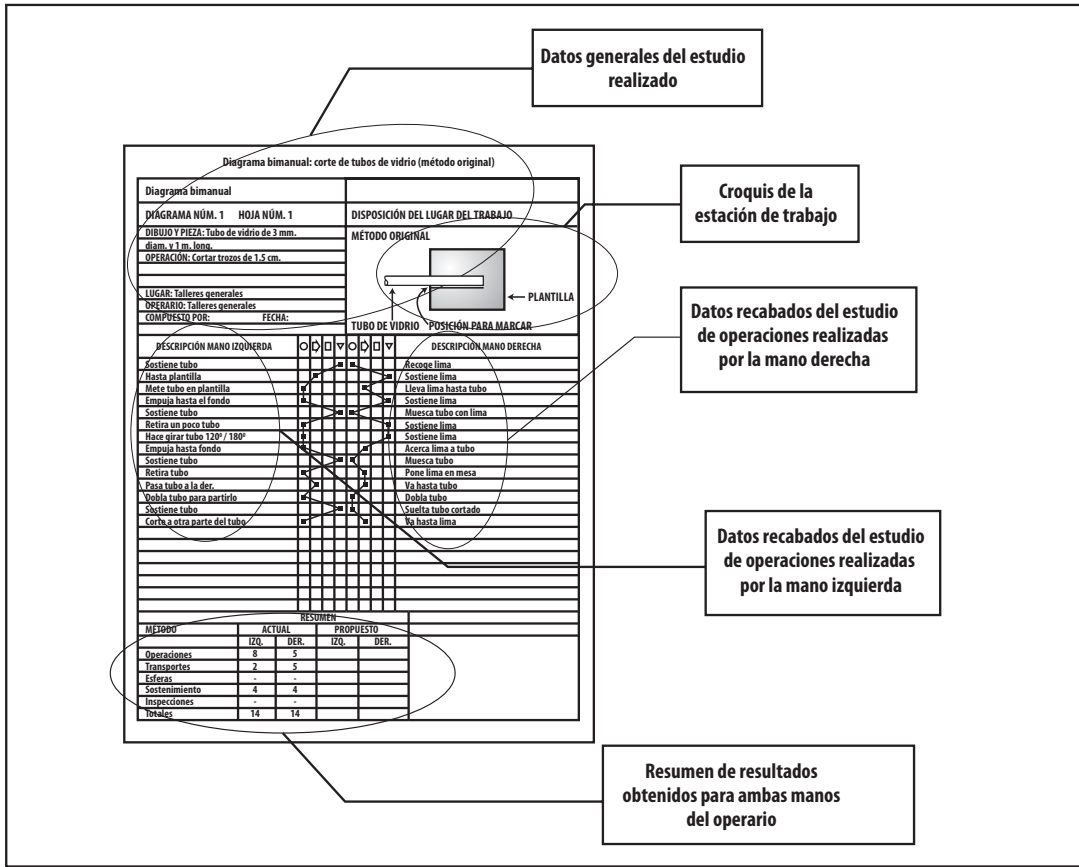 Datos generales del estudio
realizado
Diagrama bimanual: corte de tubos de vidrio (método original)
Diagrama bimanual
DIAGRAMA NÚM. 1 HOJA NÚM. 1
DISPOSICIÓN DEL LUGAR DEL TRABAJO
DIBUJO Y PIEZA: Tubo de vidrio de 3 mm.
diam. y 1 m. long.
OPERACIÓN: Cortar trozos de 1.5 cm.
LUGAR: Talleres generales
OPERARIO: Talleres generales
COMPUESTO POR: FECHA:
MÉTODO ORIGINAL
PLANTILLA
TUBO DE VIDRIO POSICIÓN PARA MARCAR
Croquis de la
estación de trabajo
DESCRIPCIÓN MANO IZQUIERDA DESCRIPCIÓN MANO DERECHA
Sostiene tubo Recoge lima
Hasta plantilla Sostiene lima
Mete tubo en plantilla Lleva lima hasta tubo
Empuja hasta el fondo Sostiene lima
Sostiene tubo Muesca tubo con lima
Retira un poco tubo Sostiene lima
Hace girar tubo 120º / 180º Sostiene lima
Empuja hasta fondo Acerca lima a tubo
Sostiene tubo Muesca tubo
Retira tubo Pone lima en mesa
Pasa tubo a la der. Va hasta tubo
Dobla tubo para partirlo Dobla tubo
Sostiene tubo Suelta tubo cortado
Corte a otra parte del tubo Va hasta lima
Datos recabados del estudio
de operaciones realizadas
por la mano derecha
Datos recabados del estudio
de operaciones realizadas
por la mano izquierda
RESUMEN
MÉTODO ACTUAL PROPUESTO
IZQ. DER. IZQ. DER.
Operaciones 8 5
Transportes 2 5
Esferas - -
Sostenimiento 4 4
Inspecciones - -
Totales 14 14
Resumen de resultados
obtenidos para ambas manos
del operario